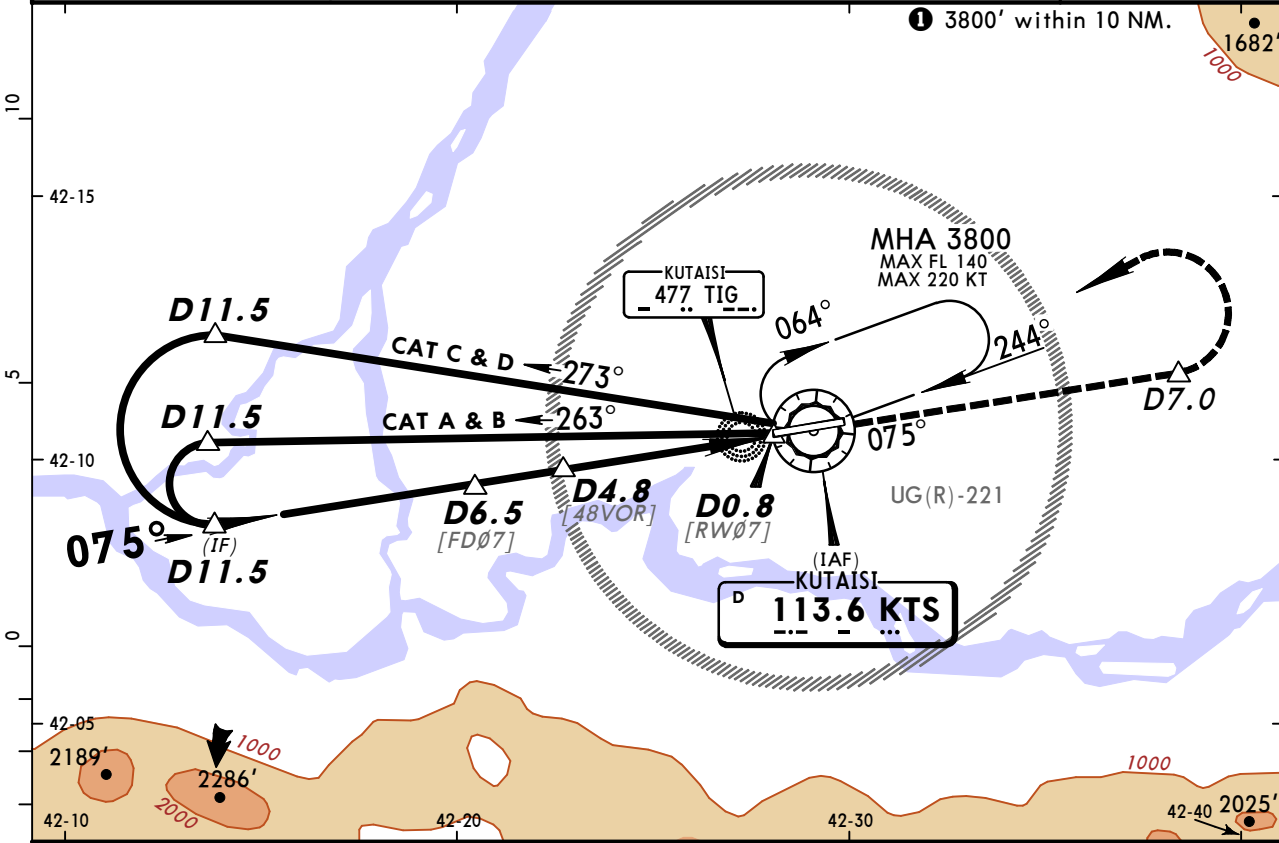 ❶ 3800' within 10 NM.
1682'
1000
10
42-15
MHA 3800
MAX FL 140
MAX 220 KT
KUTAISI
477 TIG
064°
244°
D11.5
CAT C & D
273°
5
D11.5
CAT A & B
263°
D7.0
075°
42-10
D6.5
[FDØ7]
D4.8
[48VOR]
D0.8
[RWØ7]
UG(R)-221
075°
(IF)
D11.5
(IAF)
KUTAISI
D 113.6 KTS
0
42-05
2189'
1000
2286'
2000
1000
42-40
2025'
42-10
42-20
42-30